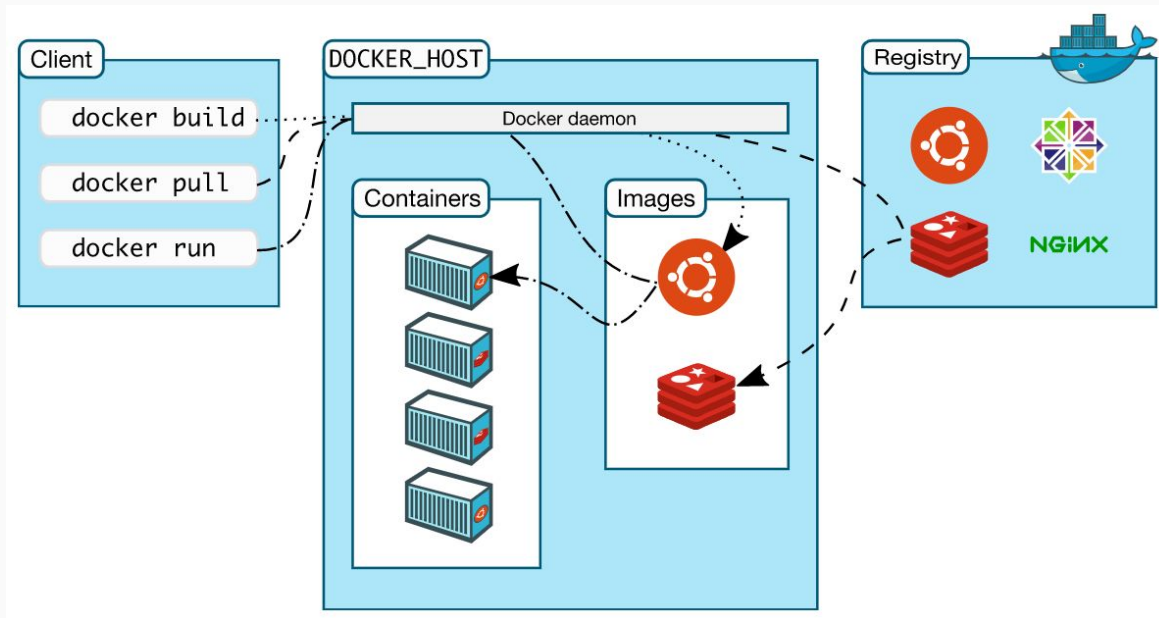 Client
docker build
docker pull
docker run
DOCKER_HOST
Docker daemon
Containers
Images
Registry
NGINX